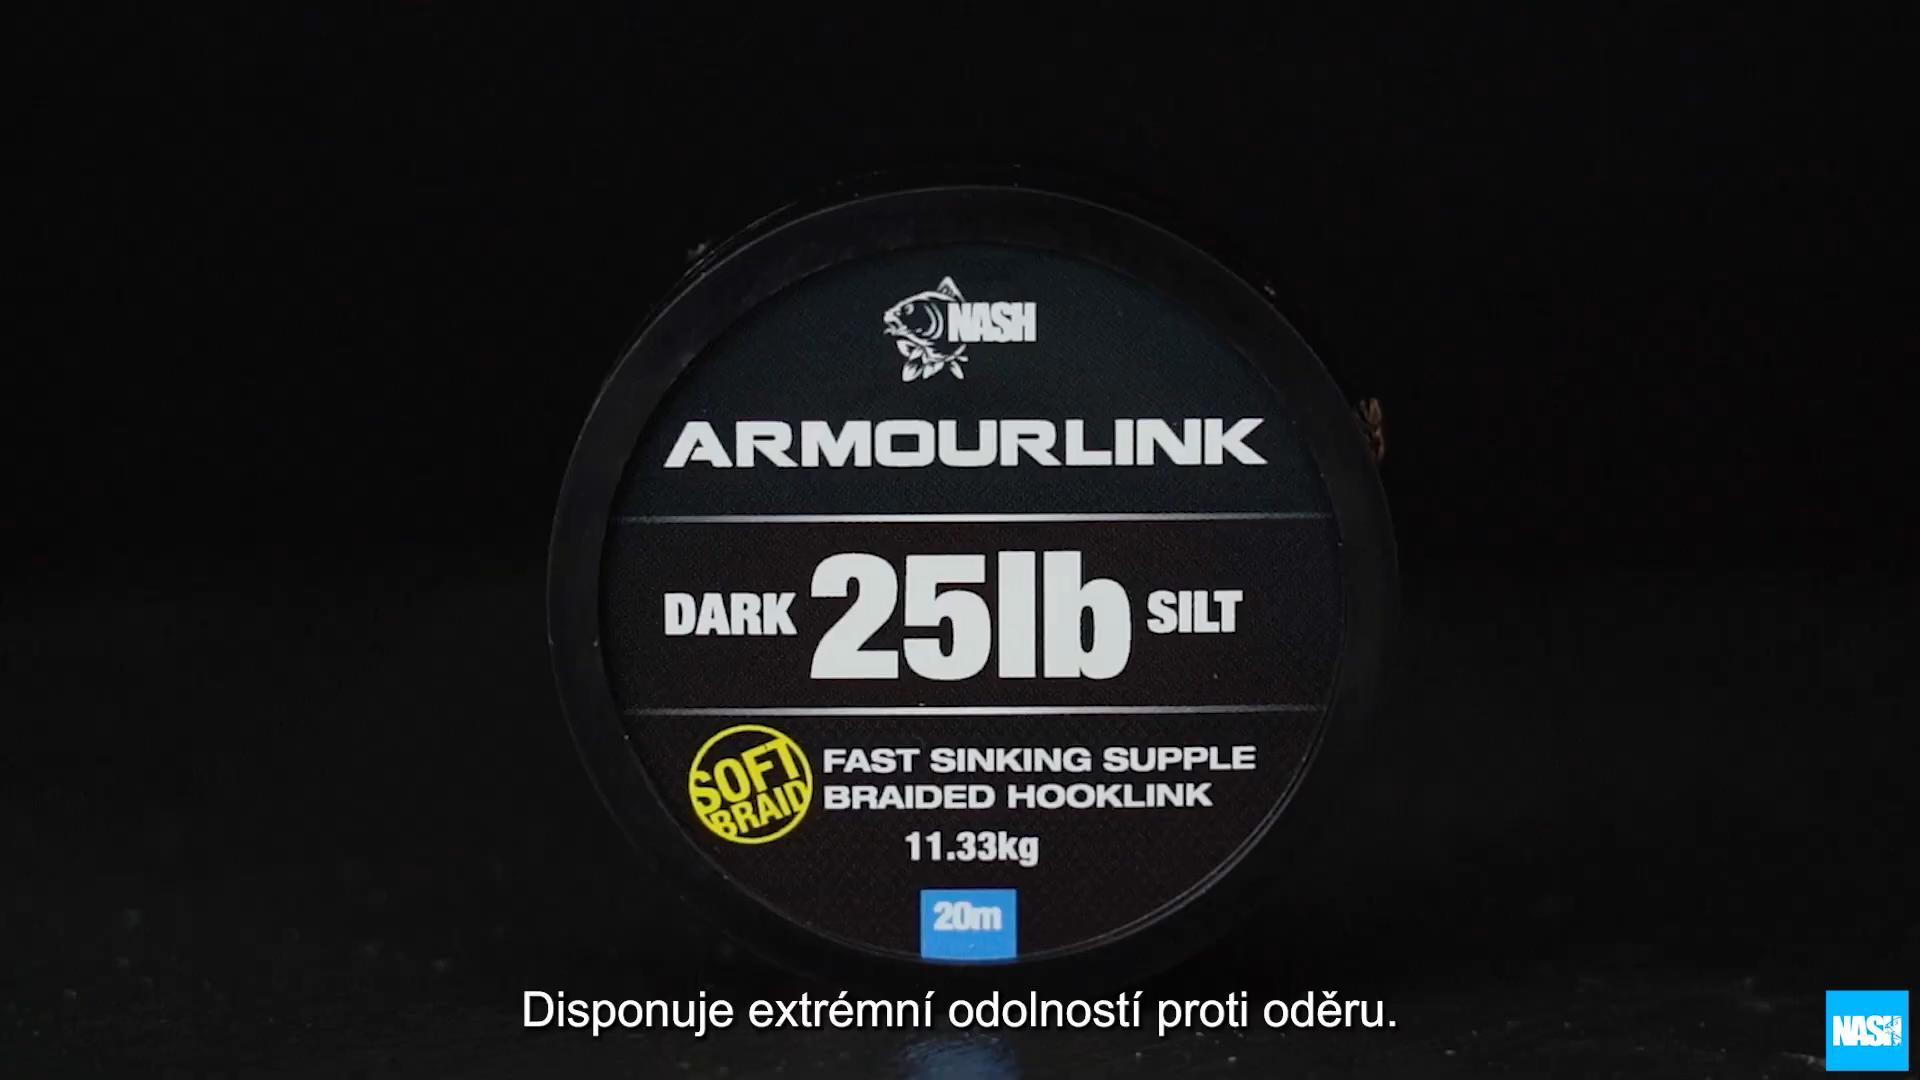 NASH
ARMOURLINK
DARK 25lb SILT
SOFT BRAID
FAST SINKING SUPPLE
BRAIDED HOOKLINK
11.33kg
20m
Disponuje extrémní odolností proti oděru.
NASH